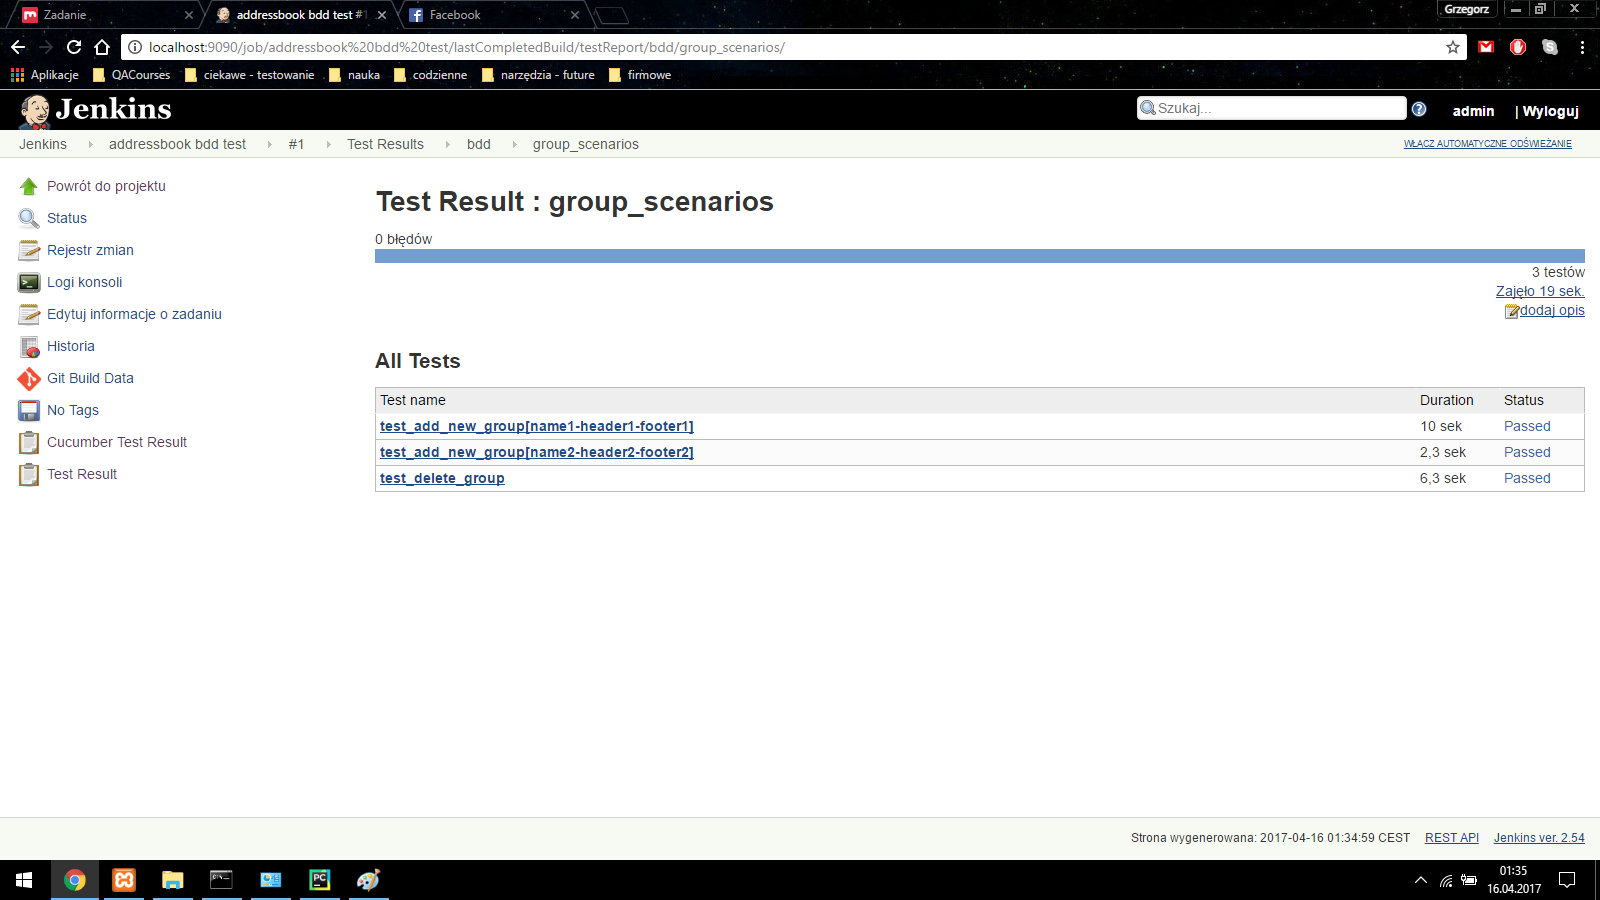 Zadanie
addressbook bdd test #1
Facebook
Grzegorz
localhost:9090/job/addressbook%20bdd%20test/lastCompletedBuild/testReport/bdd/group_scenarios/
Aplikacje
QACourses
ciekawe - testowanie
nauka
codzienne
narzędzia - future
firmowe
Jenkins
Szukaj...
admin
| Wyloguj
Jenkins
addressbook bdd test
#1
Test Results
bdd
group_scenarios
WŁĄCZ AUTOMATYCZNE ODŚWIEŻANIE
Powrót do projektu
Status
Rejestr zmian
Logi konsoli
Edytuj informacje o zadaniu
Historia
Git Build Data
No Tags
Cucumber Test Result
Test Result
Test Result : group_scenarios
0 błędów
3 testów
Zajęło 19 sek.
dodaj opis
All Tests
Test name Duration Status
test_add_new_group[name1-header1-footer1] 10 sek Passed
test_add_new_group[name2-header2-footer2] 2,3 sek Passed
test_delete_group 6,3 sek Passed
Strona wygenerowana: 2017-04-16 01:34:59 CEST
REST API
Jenkins ver. 2.54
01:35
16.04.2017